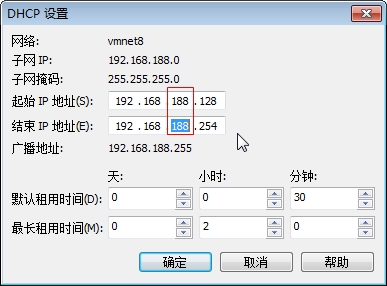 DHCP 设置
网络: vmnet8
子网 IP: 192.168.188.0
子网掩码: 255.255.255.0
起始 IP 地址(S): 192 . 168 . 188 . 128
结束 IP 地址(E): 192 . 168 . 188 . 254
广播地址: 192.168.188.255
天: 小时: 分钟:
默认租用时间(D): 0 0 30
最长租用时间(M): 0 2 0
确定 取消 帮助